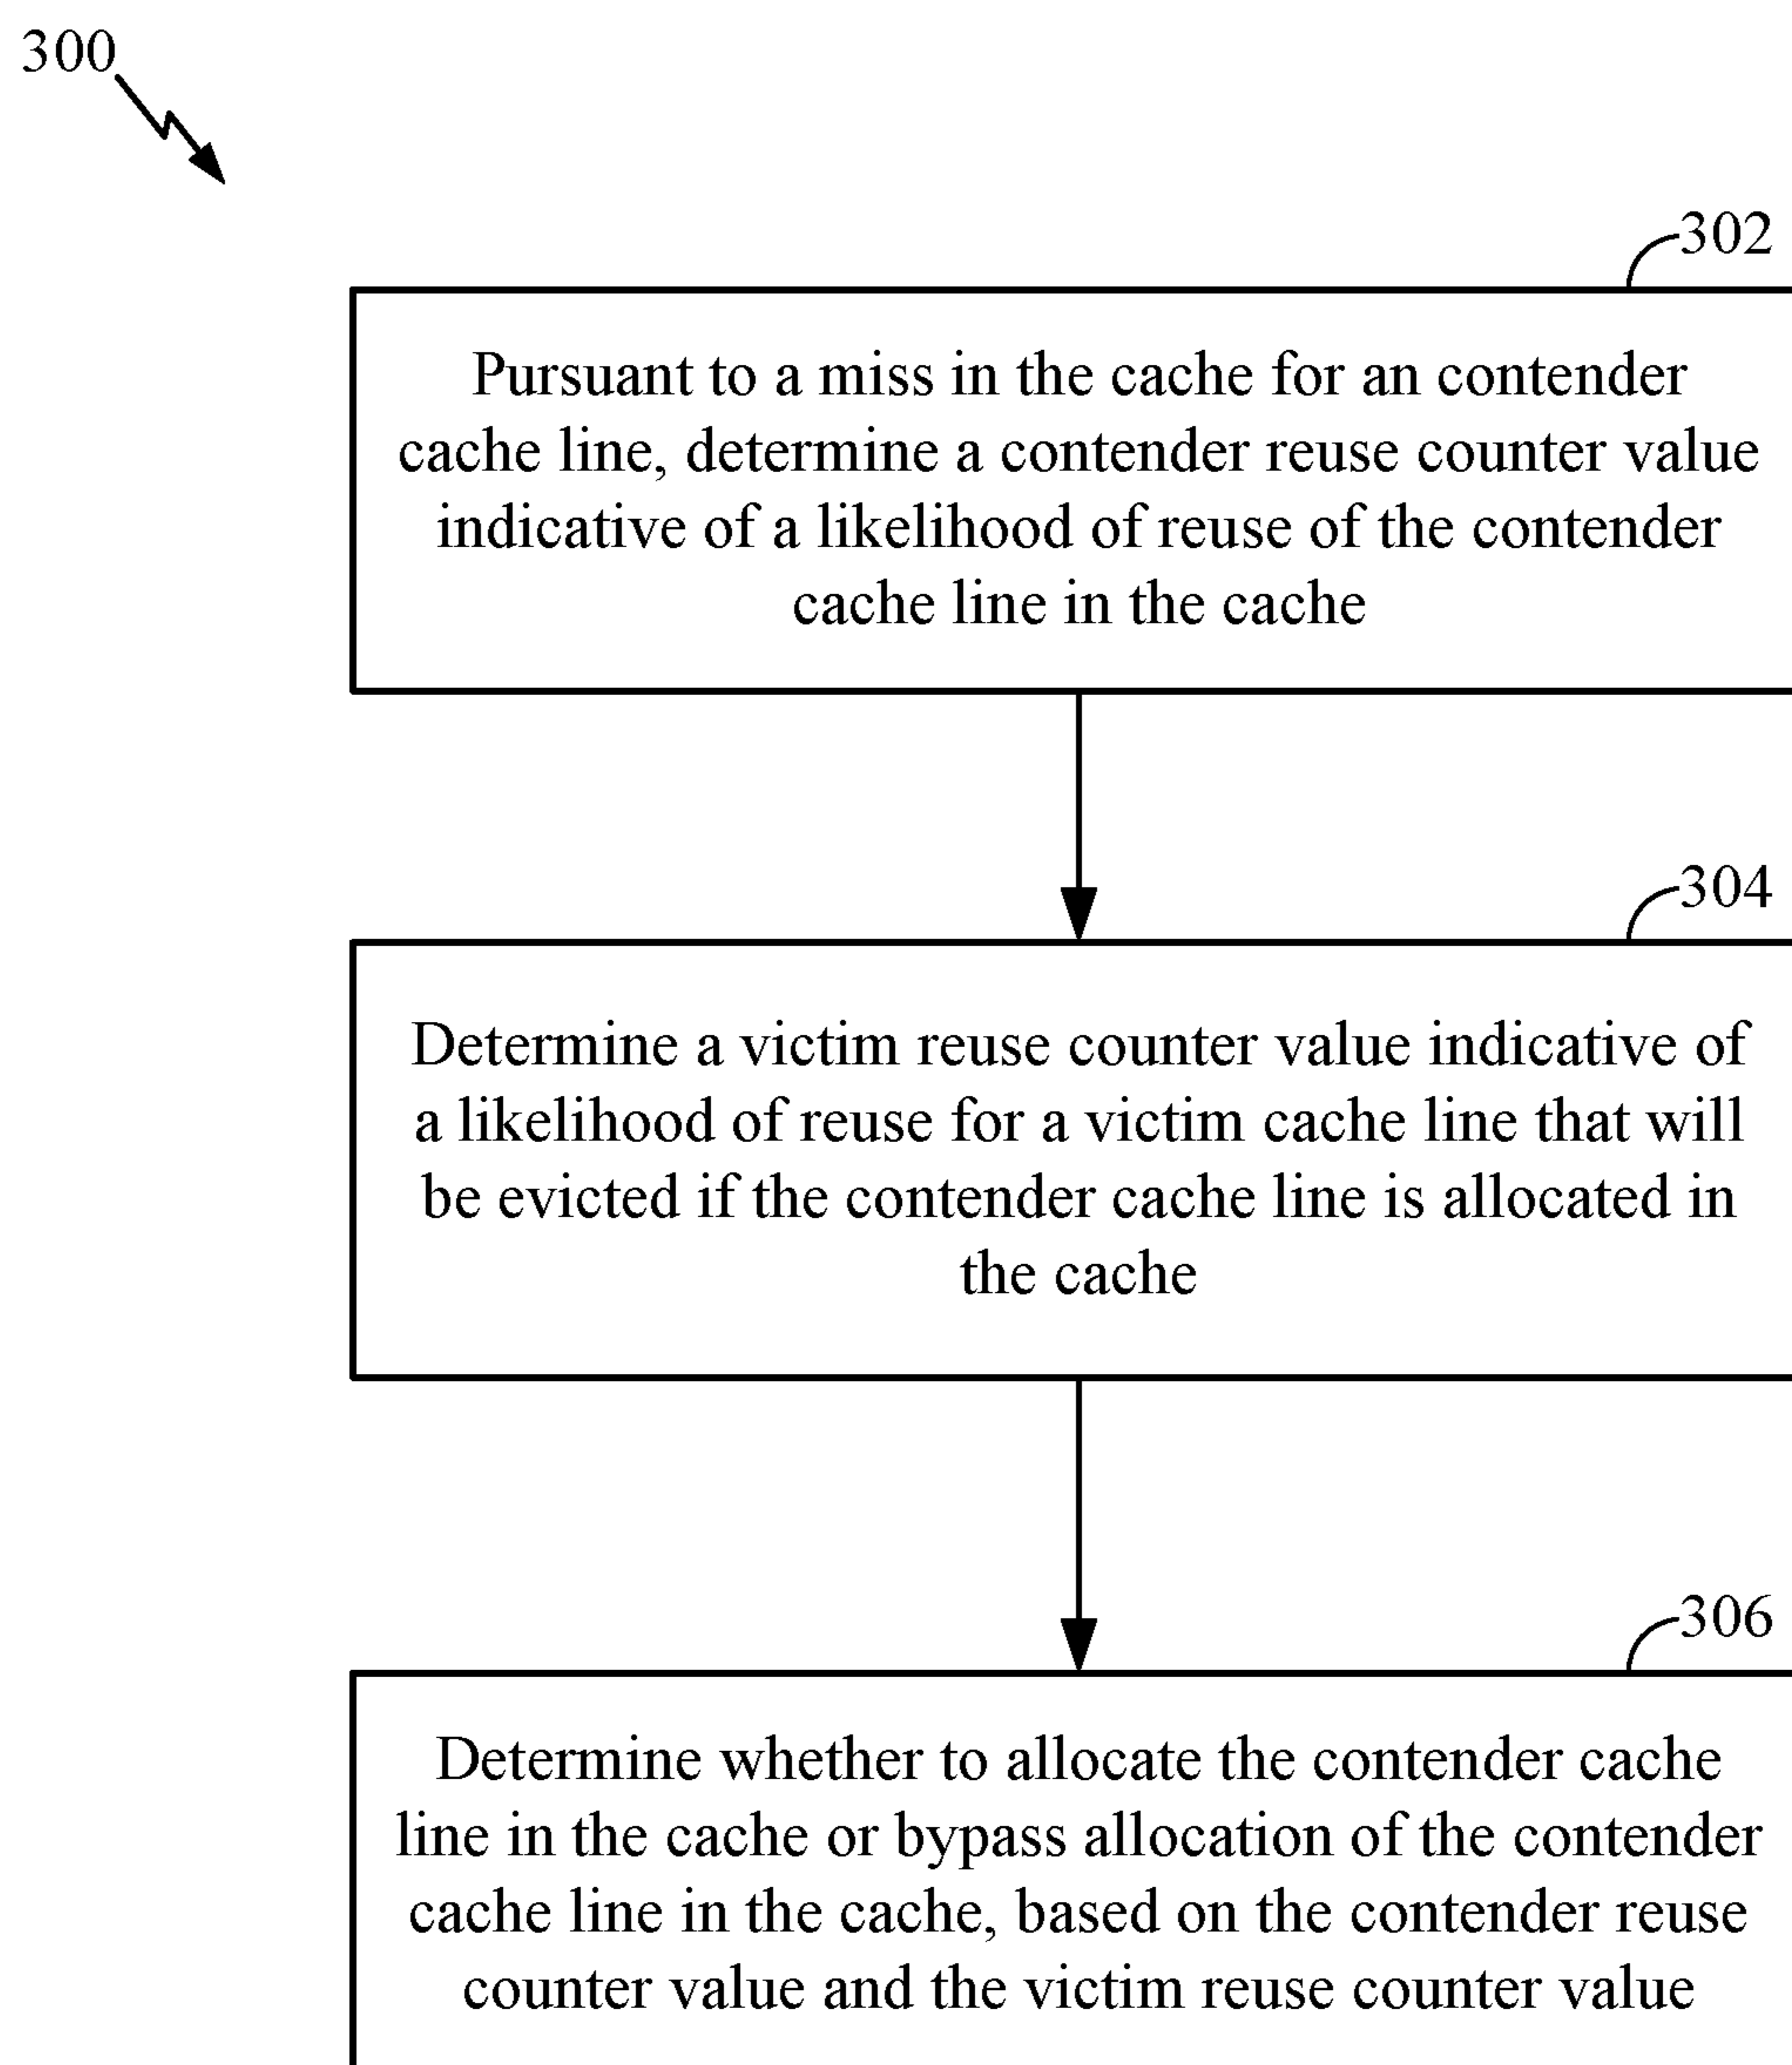 300
302
Pursuant to a miss in the cache for an contender
cache line, determine a contender reuse counter value
indicative of a likelihood of reuse of the contender
cache line in the cache
304
Determine a victim reuse counter value indicative of
a likelihood of reuse for a victim cache line that will
be evicted if the contender cache line is allocated in
the cache
306
Determine whether to allocate the contender cache
line in the cache or bypass allocation of the contender
cache line in the cache, based on the contender reuse
counter value and the victim reuse counter value